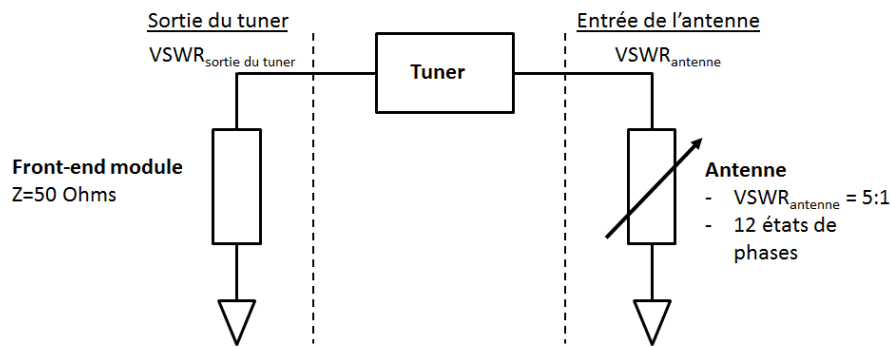 Sortie du tuner
VSWRsortie du tuner
Tuner
Entrée de l’antenne
VSWRantenne
Front-end module
Z=50 Ohms
Antenne
- VSWRantenne = 5:1
- 12 états de
phases